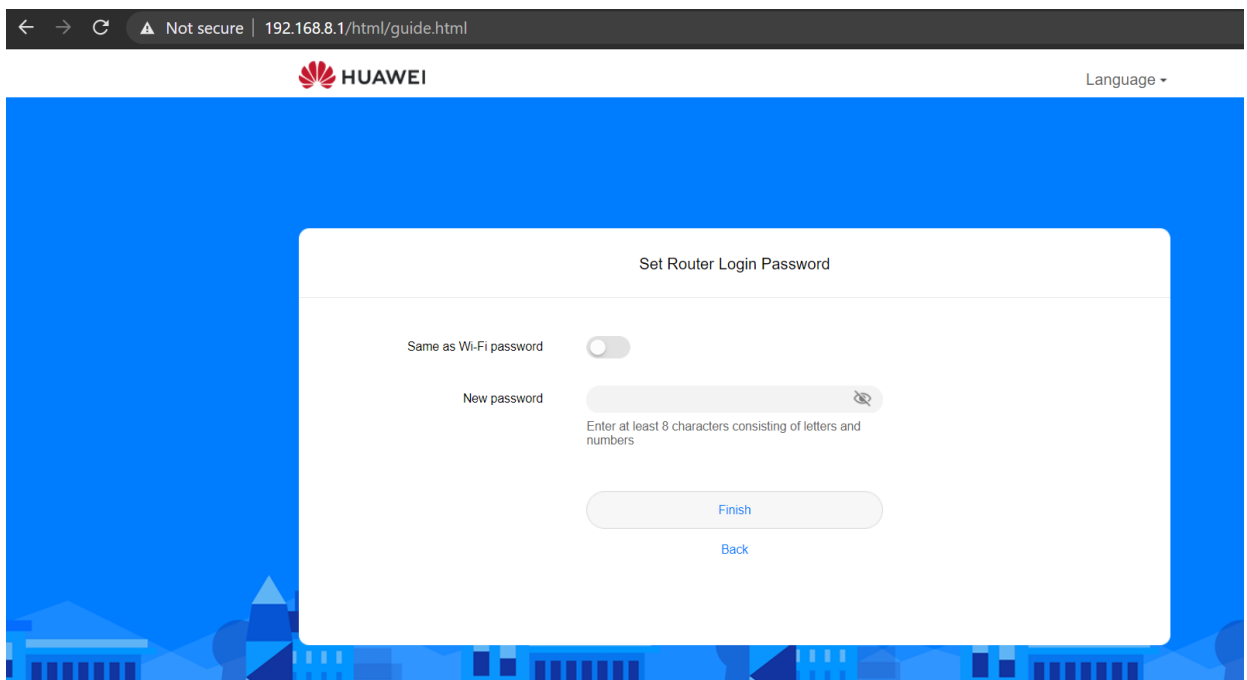 Not secure | 192.168.8.1/html/guide.html
HUAWEI
Language
Set Router Login Password
Same as Wi-Fi password
New password
Enter at least 8 characters consisting of letters and
numbers
Finish
Back